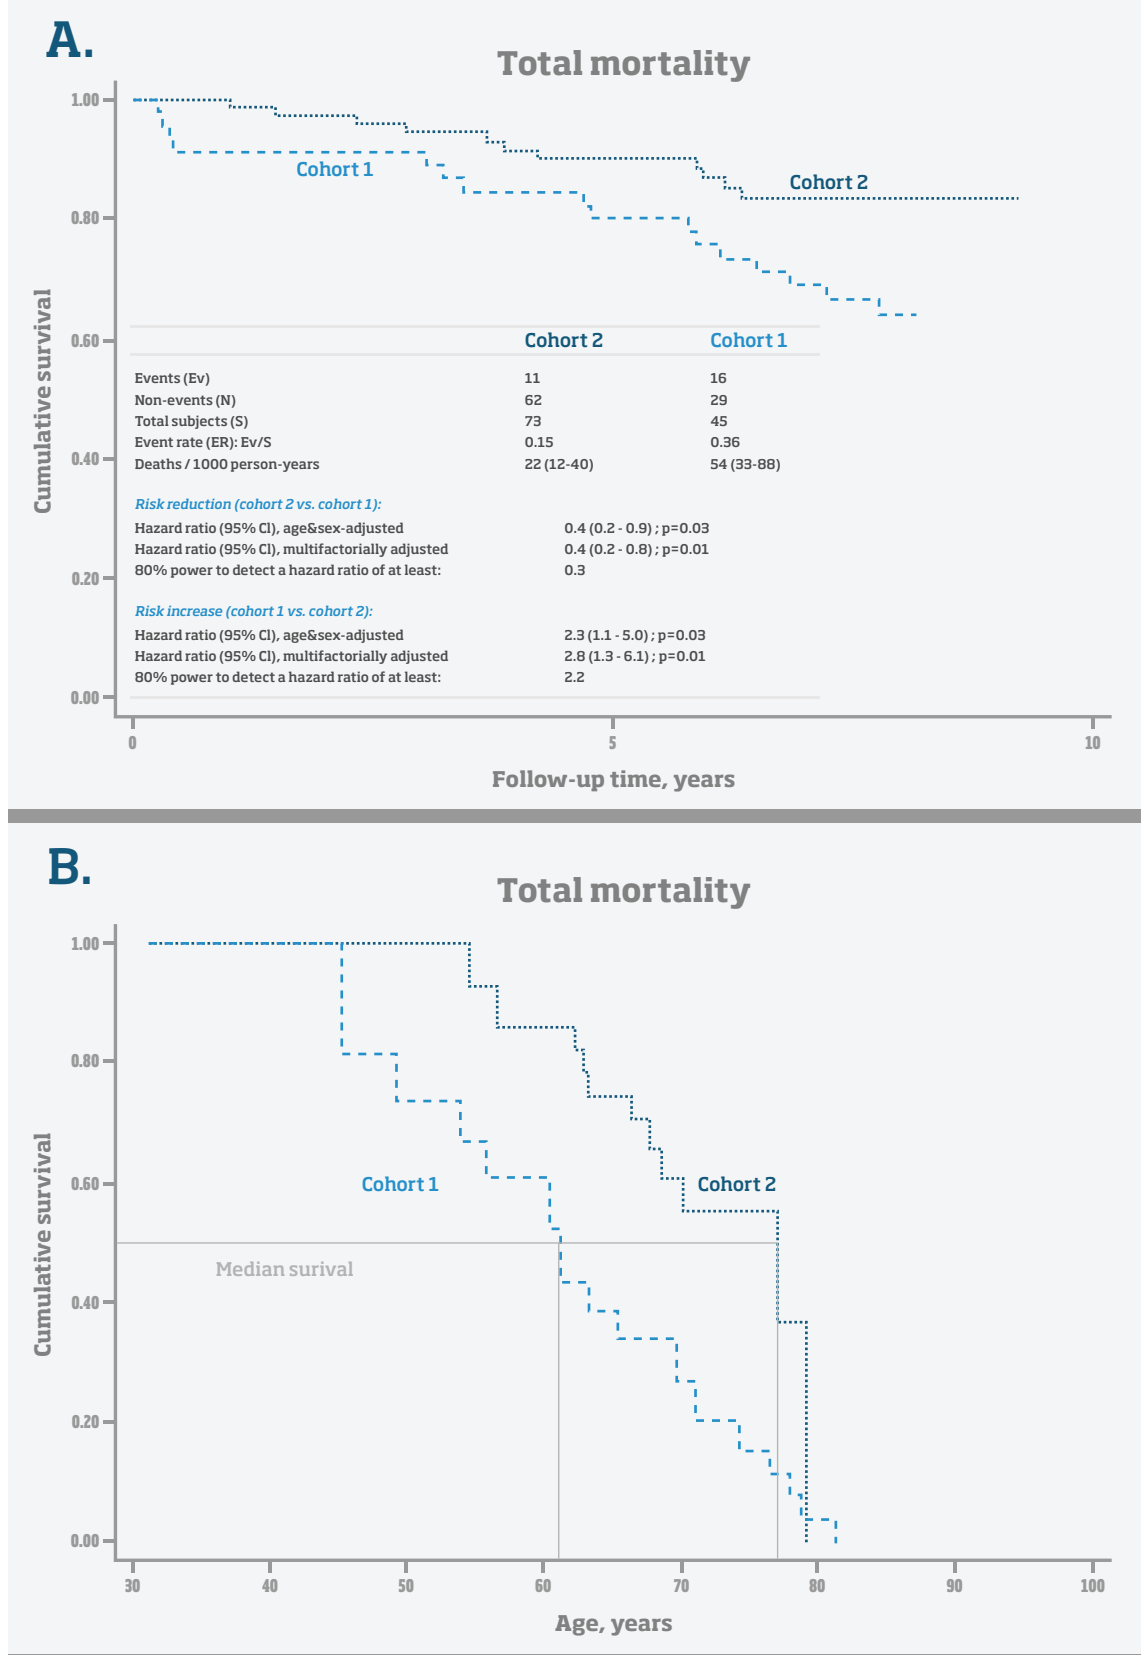 A.
Total mortality
1.00
0.80
0.60
0.40
0.20
0.00
Cumulative survival
Cohort 1
Cohort 2
Cohort 2 Cohort 1
Events (Ev) 11 16
Non-events (N) 62 29
Total subjects (S) 73 45
Event rate (ER): Ev/S 0.15 0.36
Deaths / 1000 person-years 22 (12-40) 54 (33-88)
Risk reduction (cohort 2 vs. cohort 1):
Hazard ratio (95% Cl), age&sex-adjusted 0.4 (0.2 - 0.9) ; p=0.03
Hazard ratio (95% Cl), multifactorially adjusted 0.4 (0.2 - 0.8) ; p=0.01
80% power to detect a hazard ratio of at least: 0.3
Risk increase (cohort 1 vs. cohort 2):
Hazard ratio (95% Cl), age&sex-adjusted 2.3 (1.1 - 5.0) ; p=0.03
Hazard ratio (95% Cl), multifactorially adjusted 2.8 (1.3 - 6.1) ; p=0.01
80% power to detect a hazard ratio of at least: 2.2
0 5 10
Follow-up time, years
B.
Total mortality
1.00
0.80
0.60
0.40
0.20
0.00
Cumulative survival
Cohort 1
Cohort 2
Median surival
30 40 50 60 70 80 90 100
Age, years